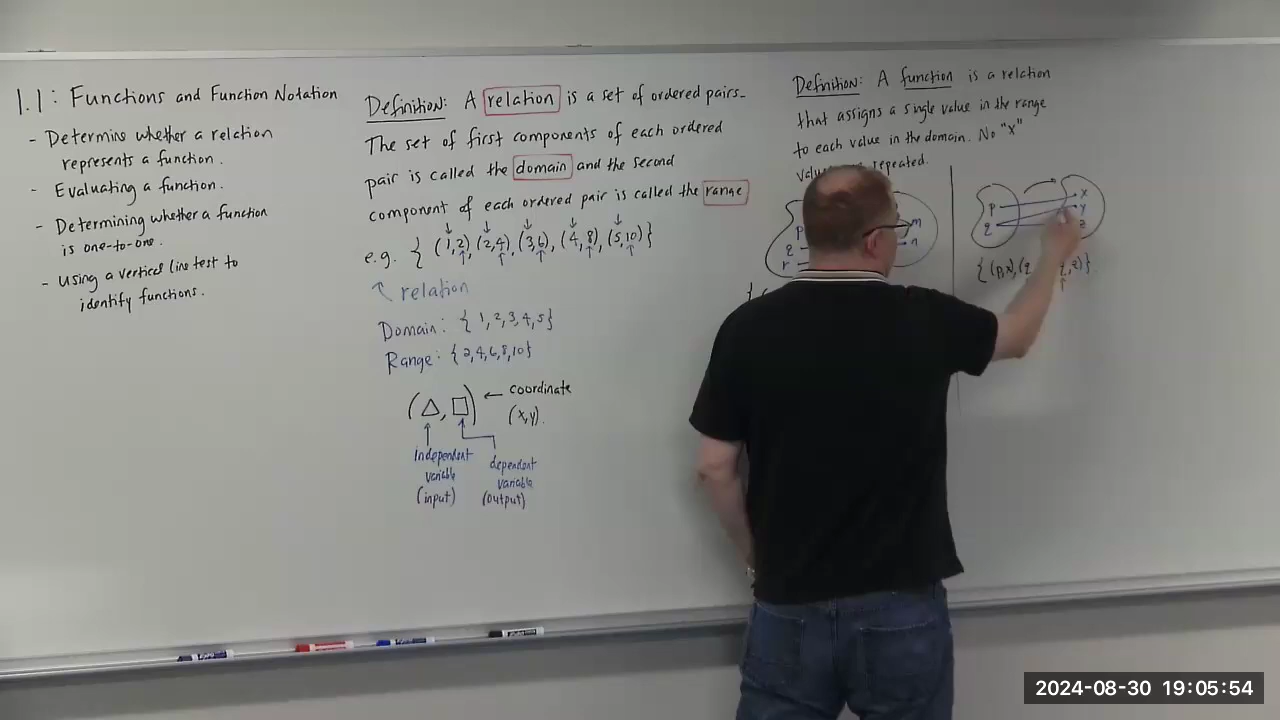 1.1: Functions and Function Notation
- Determine whether a relation
represents a function.
- Evaluating a function.
- Determining whether a function
is one-to-one.
- Using a vertical line test to
identify functions.
Definition: A relation is a set of ordered pairs.
The set of first components of each ordered
pair is called the domain and the second
component of each ordered pair is called the range
e.g. { (1,2), (2,4), (3,6), (4,8), (5,10) }
relation
Domain: { 1, 2, 3, 4, 5 }
Range: { 2, 4, 6, 8, 10 }
(△, □) ← coordinate
(x,y).
independent
variable
(input)
dependent
variable
(output)
Definition: A function is a relation
that assigns a single value in the range
to each value in the domain. No "x"
repeated.
p
q
r
m
n
p
q
x
y
z
{ (p,x), (q
,z) }
2024-08-30 19:05:54